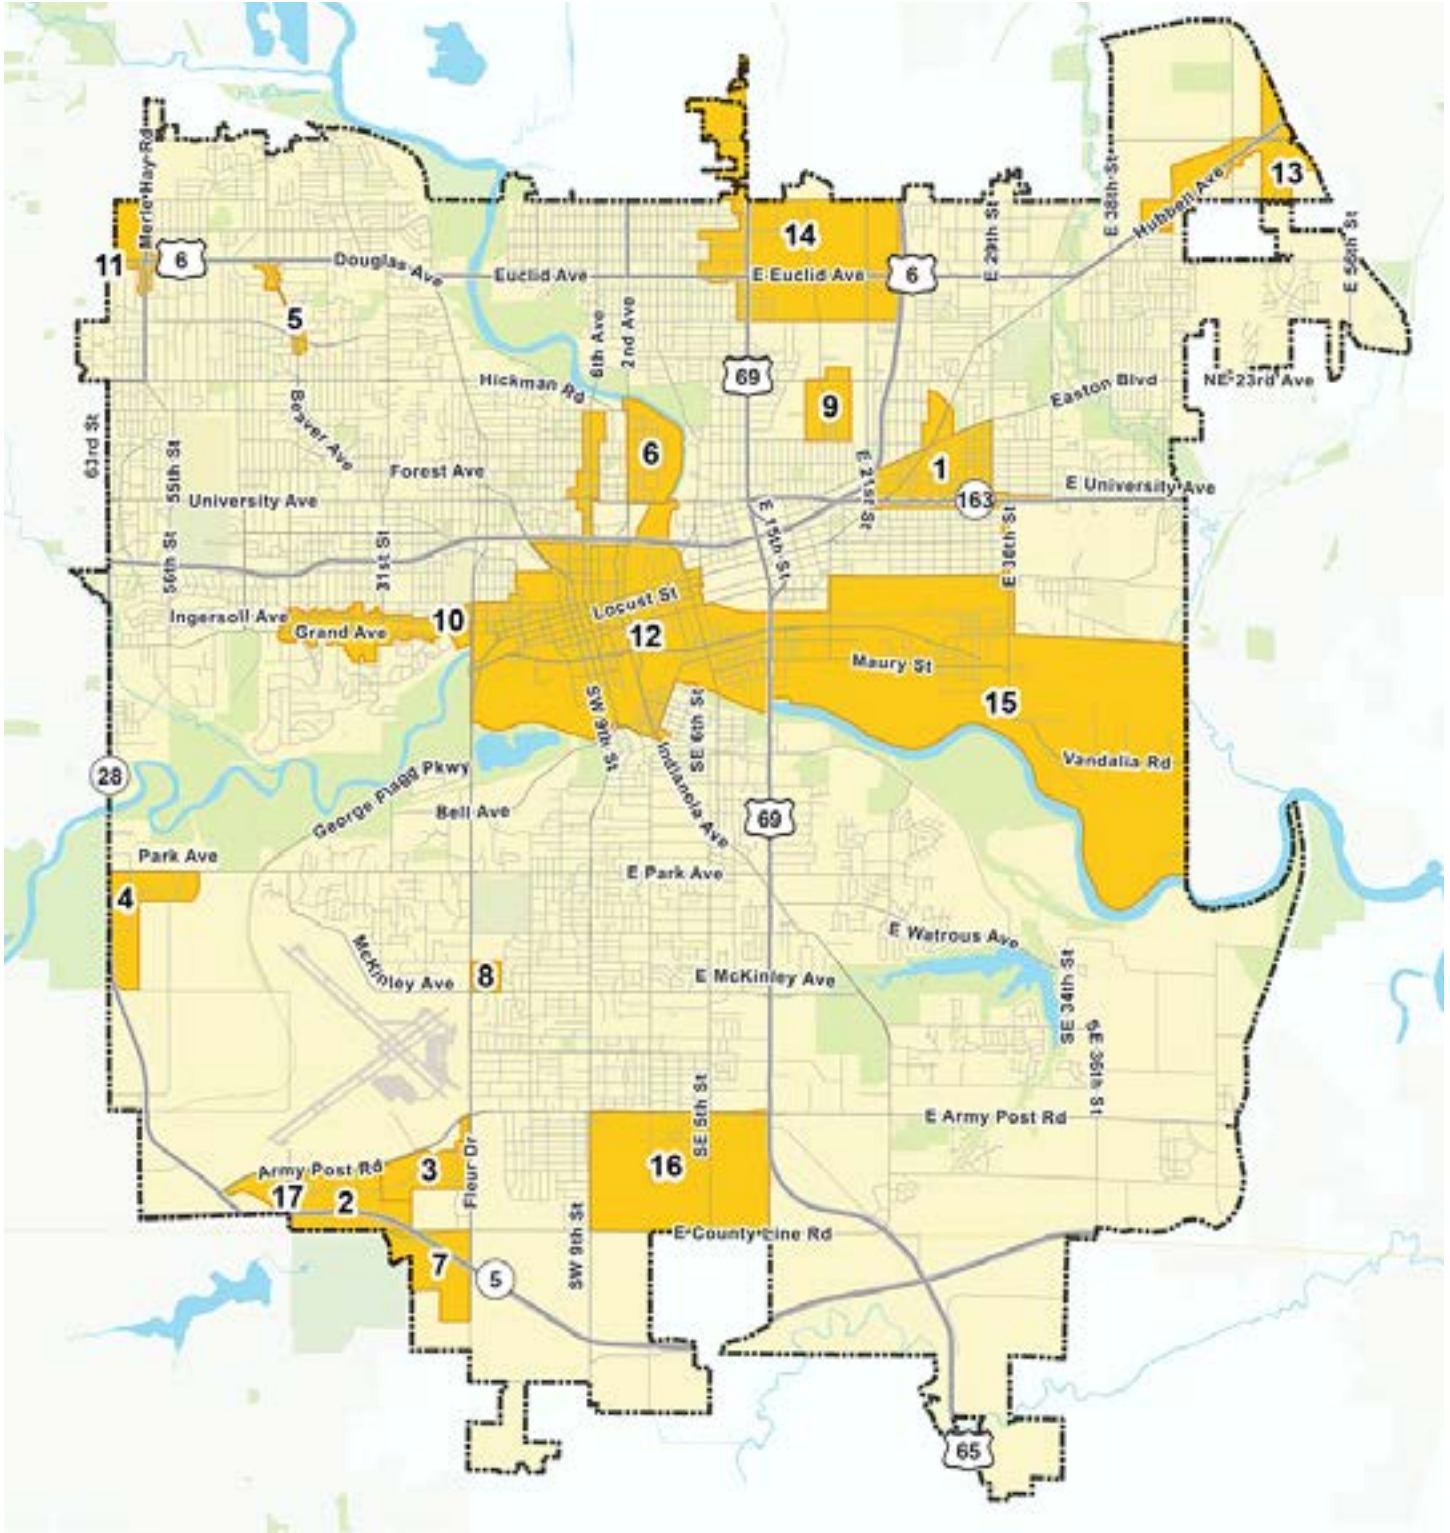 Merle Hay Rd
E 38th St
Hubbell Ave
13
E 29th St
E 56th St
14
11
6
Douglas Ave
Euclid Ave
E Euclid Ave
6
5
6th Ave
2nd Ave
69
Hickman Rd
NE 23rd Ave
Easton Blvd
9
Beaver Ave
63rd St
55th St
Forest Ave
6
1
E 21st St
University Ave
163
E University Ave
E 15th St
56th St
31st St
E 30th St
Ingersoll Ave
Grand Ave
10
Locust St
12
Maury St
15
SW 9th St
SE 6th St
Vandalia Rd
28
George Flagg Pkwy
Indianola Ave
Bell Ave
69
Park Ave
E Park Ave
4
E Watrous Ave
McKinley Ave
8
E McKinley Ave
SE 34th St
SE 36th St
SE 5th St
E Army Post Rd
Army Post Rd
3
Fleur Dr
16
17
2
E County Line Rd
7
5
SW 9th St
65